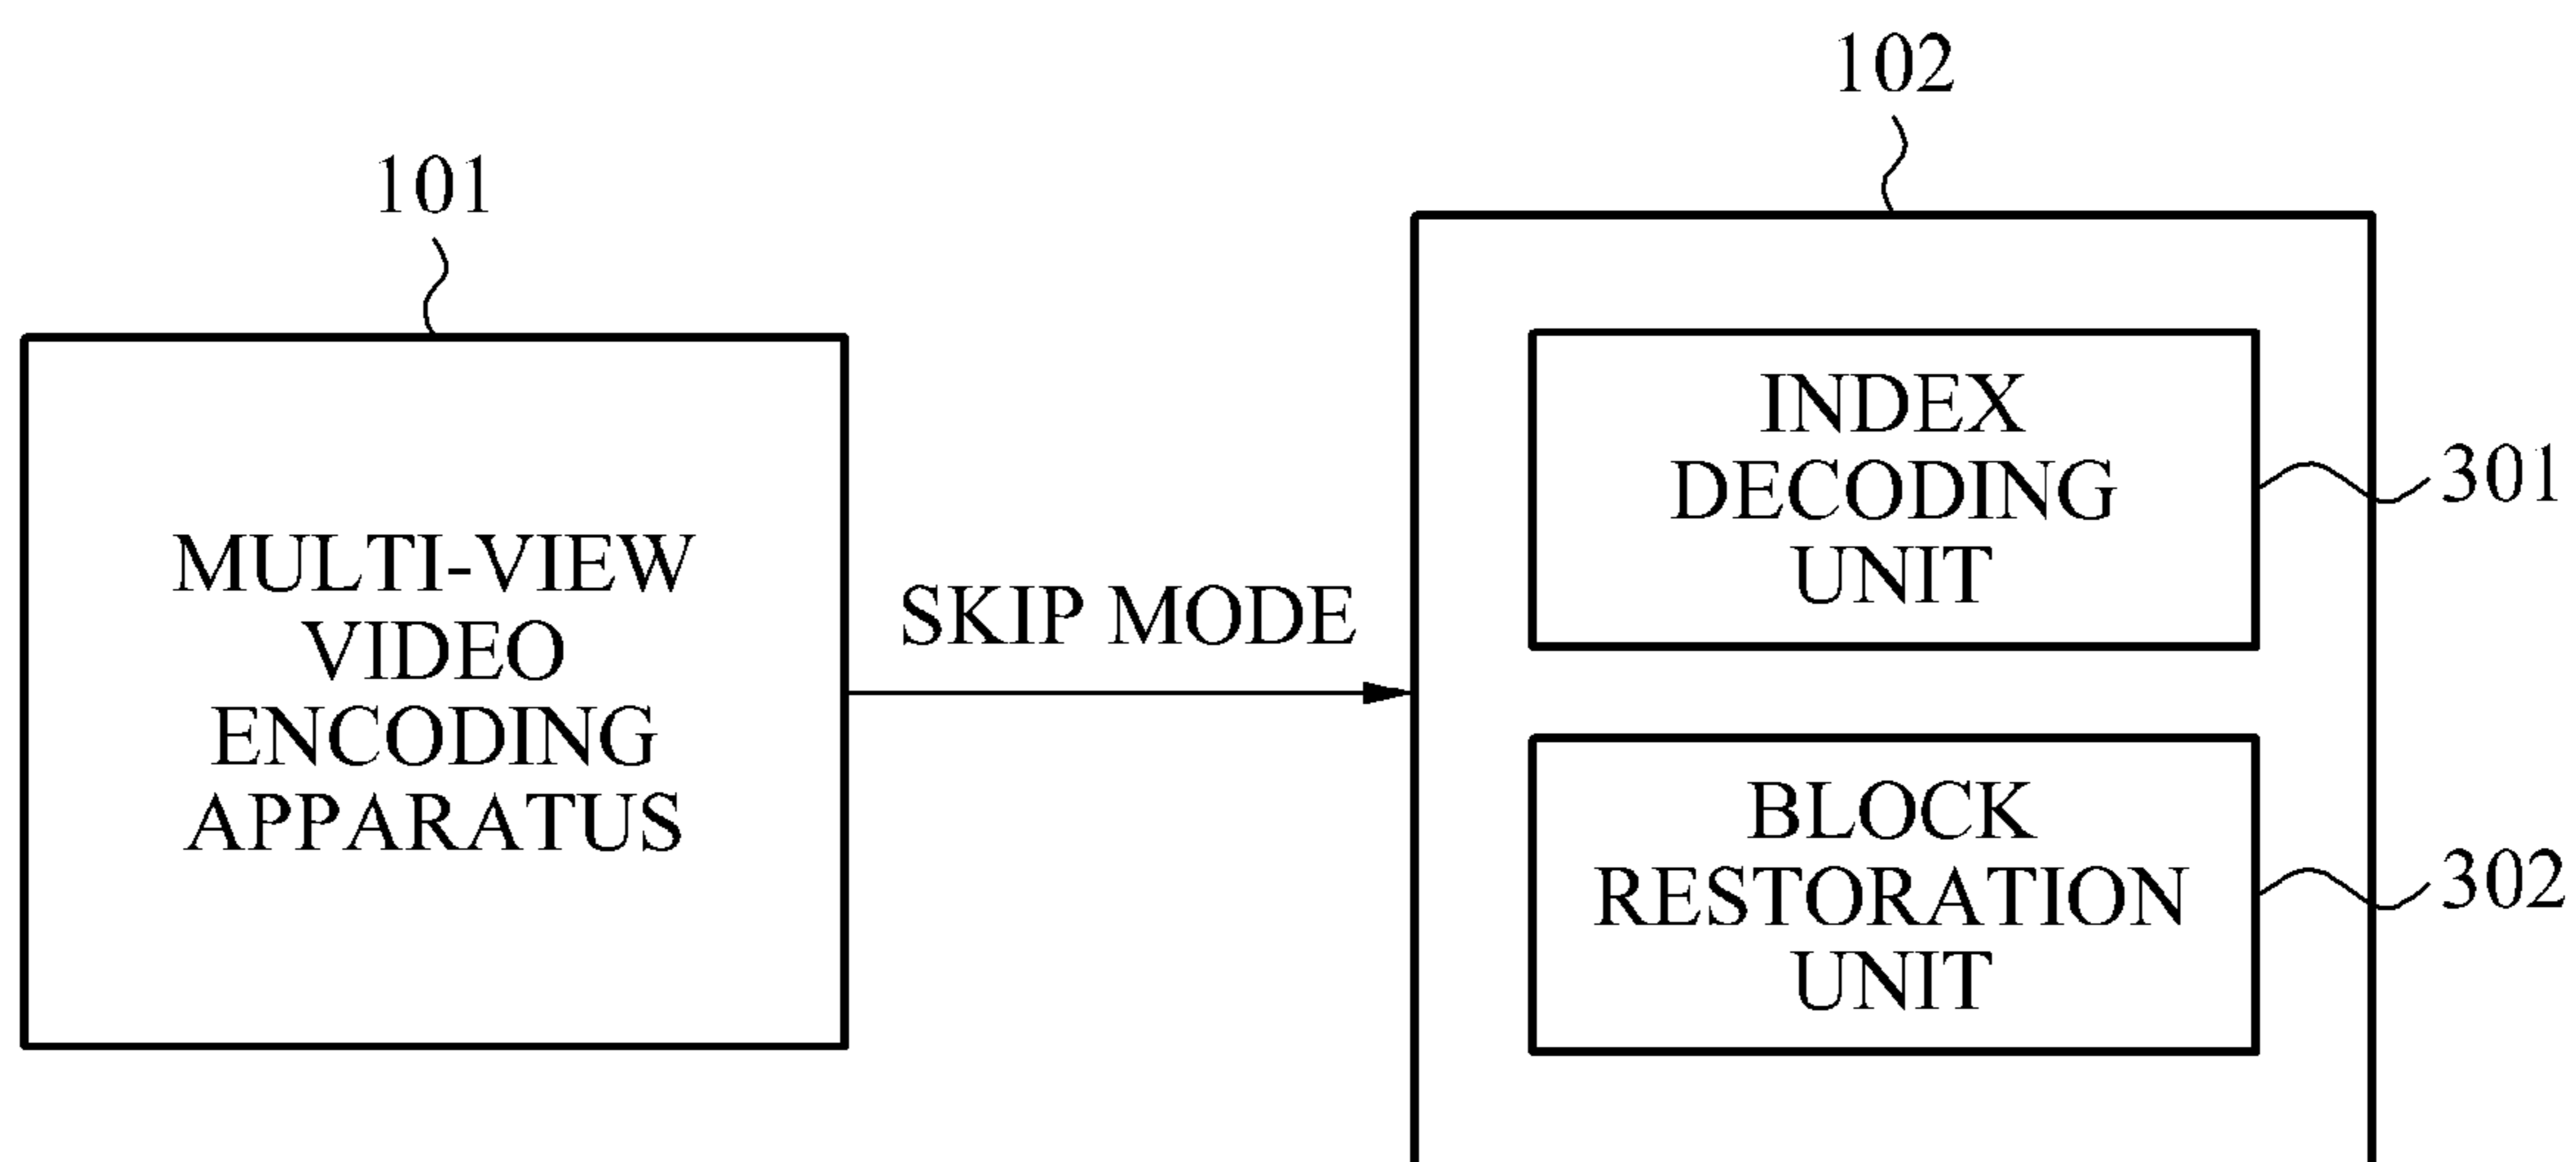 102
101
INDEX
DECODING
UNIT
301
MULTI-VIEW
VIDEO
ENCODING
APPARATUS
SKIP MODE
BLOCK
RESTORATION
UNIT
302